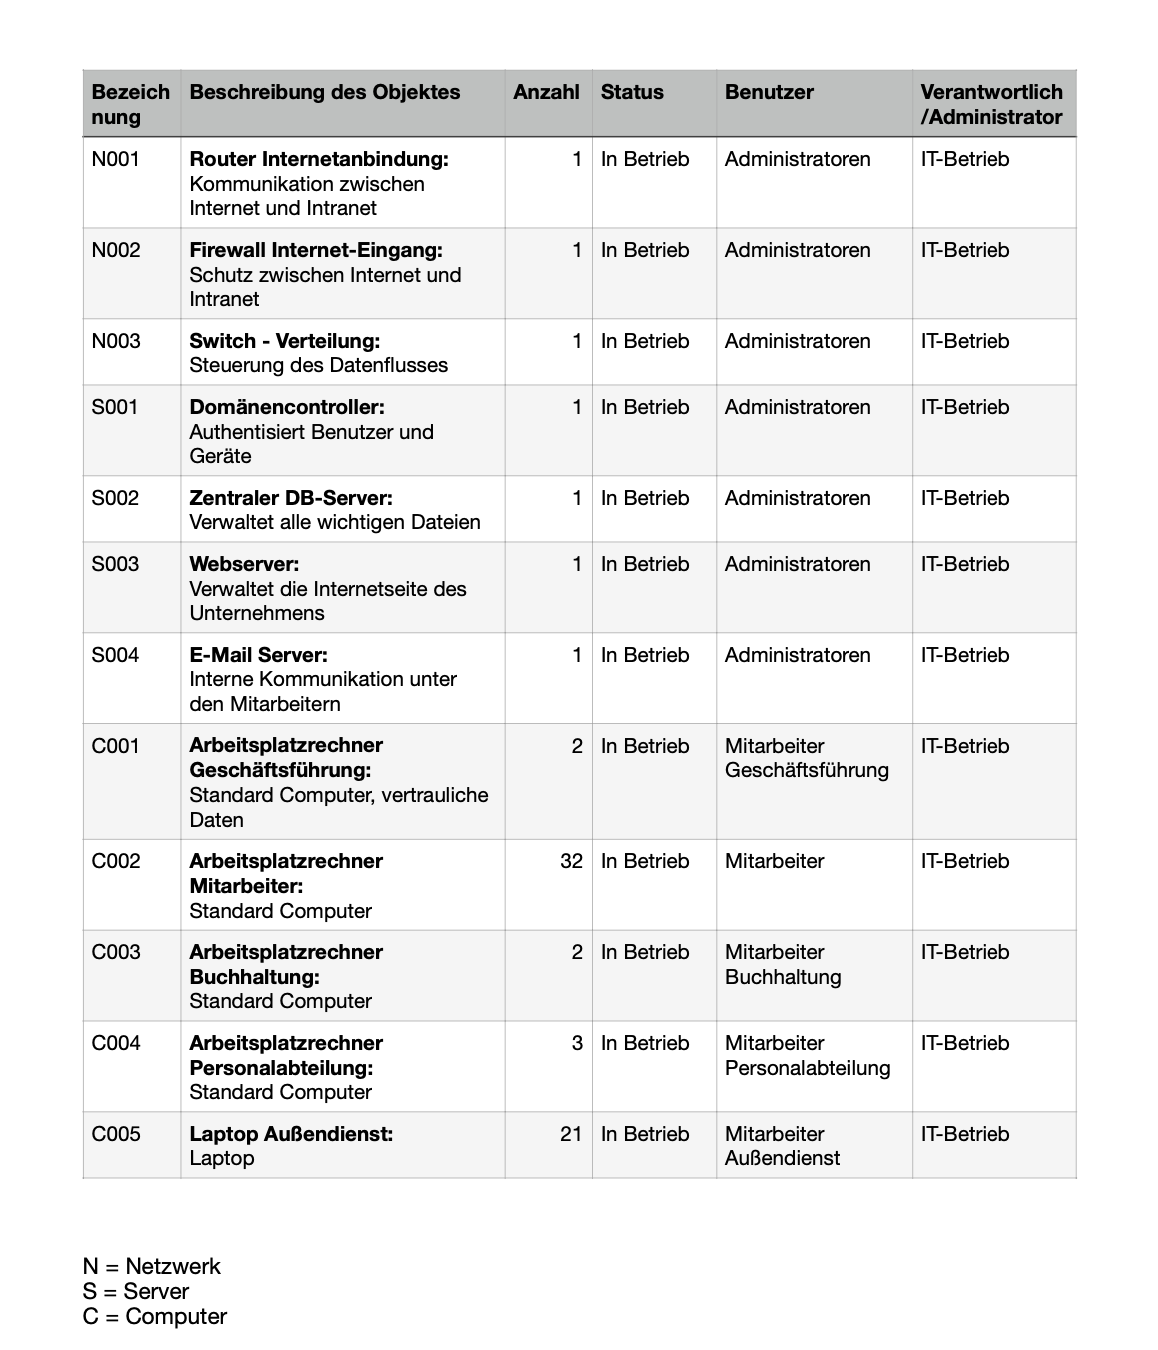 Bezeich
nung
Beschreibung des Objektes
Anzahl
Status
Benutzer
Verantwortlich
/Administrator
N001
Router Internetanbindung:
Kommunikation zwischen
Internet und Intranet
1
In Betrieb
Administratoren
IT-Betrieb
N002
Firewall Internet-Eingang:
Schutz zwischen Internet und
Intranet
1
In Betrieb
Administratoren
IT-Betrieb
N003
Switch - Verteilung:
Steuerung des Datenflusses
1
In Betrieb
Administratoren
IT-Betrieb
S001
Domänencontroller:
Authentisiert Benutzer und
Geräte
1
In Betrieb
Administratoren
IT-Betrieb
S002
Zentraler DB-Server:
Verwaltet alle wichtigen Dateien
1
In Betrieb
Administratoren
IT-Betrieb
S003
Webserver:
Verwaltet die Internetseite des
Unternehmens
1
In Betrieb
Administratoren
IT-Betrieb
S004
E-Mail Server:
Interne Kommunikation unter
den Mitarbeitern
1
In Betrieb
Administratoren
IT-Betrieb
C001
Arbeitsplatzrechner
Geschäftsführung:
Standard Computer, vertrauliche
Daten
2
In Betrieb
Mitarbeiter
Geschäftsführung
IT-Betrieb
C002
Arbeitsplatzrechner
Mitarbeiter:
Standard Computer
32
In Betrieb
Mitarbeiter
IT-Betrieb
C003
Arbeitsplatzrechner
Buchhaltung:
Standard Computer
2
In Betrieb
Mitarbeiter
Buchhaltung
IT-Betrieb
C004
Arbeitsplatzrechner
Personalabteilung:
Standard Computer
3
In Betrieb
Mitarbeiter
Personalabteilung
IT-Betrieb
C005
Laptop Außendienst:
Laptop
21
In Betrieb
Mitarbeiter
Außendienst
IT-Betrieb
N = Netzwerk
S = Server
C = Computer